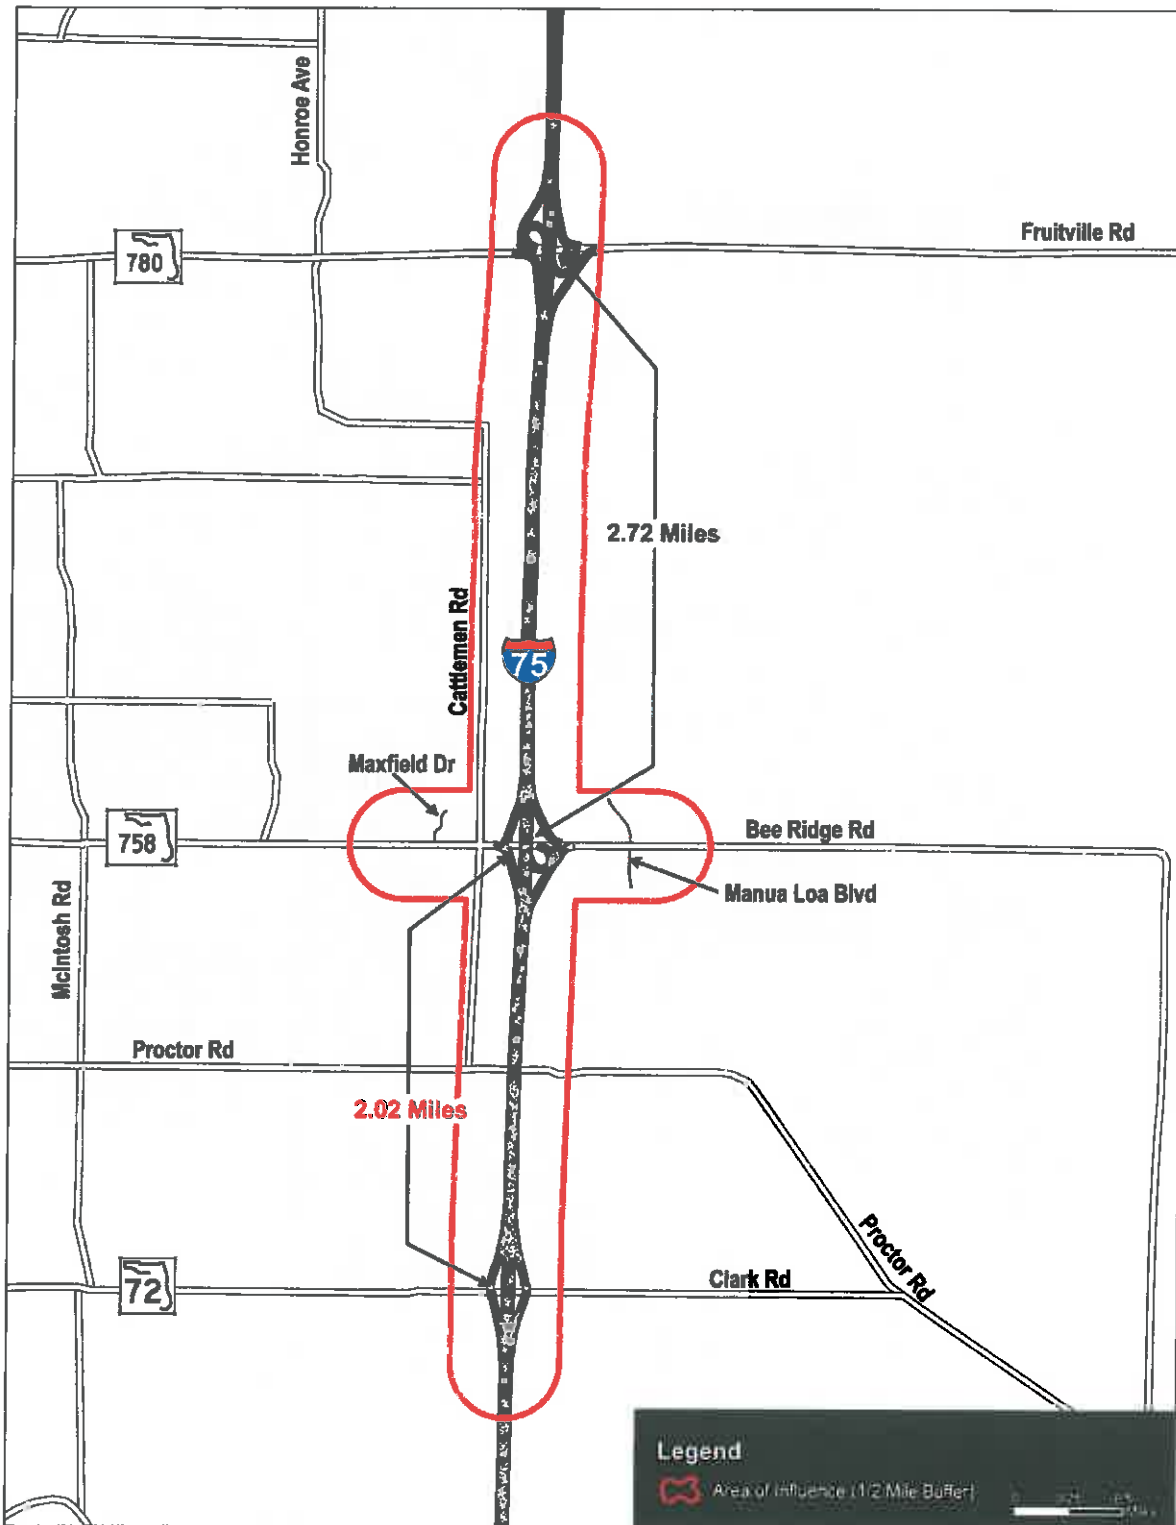 Honroe Ave
780
Fruitville Rd
2.72 Miles
Cattlemen Rd
75
Maxfield Dr
758
Bee Ridge Rd
Manua Loa Blvd
McIntosh Rd
Proctor Rd
2.02 Miles
72
Clark Rd
Proctor Rd
Legend
Area of Influence (1/2 Mile Buffer)